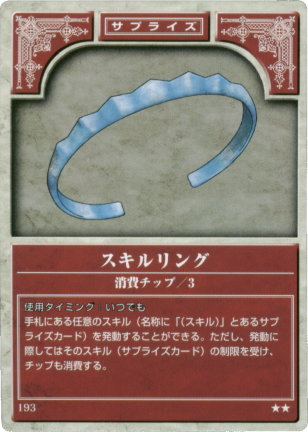 サプライズ
スキルリング
消費チップ/3
使用タイミング いつでも
手札にある任意のスキル(名称に「(スキル)」とあるサプ
ライズカード)を発動することができる。ただし、発動に
際してはそのスキル(サプライズカード)の制限を受け、
チップも消費する。
193
★★